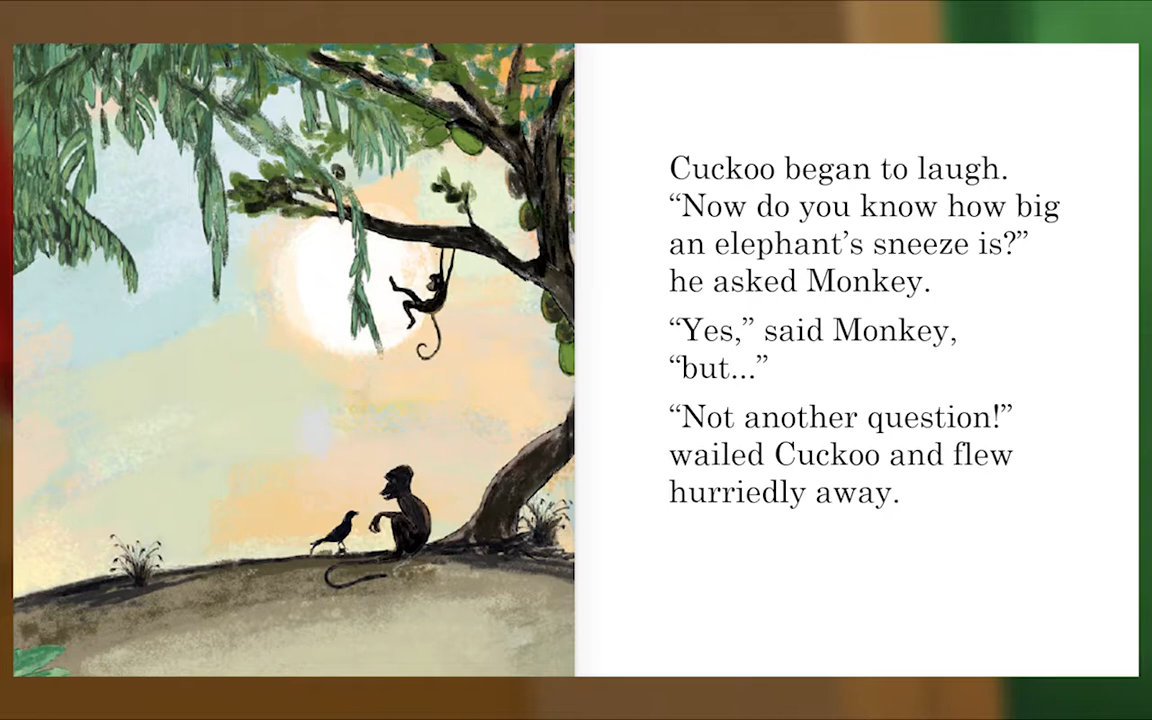 Cuckoo began to laugh.
“Now do you know how big
an elephant’s sneeze is?”
he asked Monkey.
“Yes,” said Monkey,
“but...”
“Not another question!”
wailed Cuckoo and flew
hurriedly away.